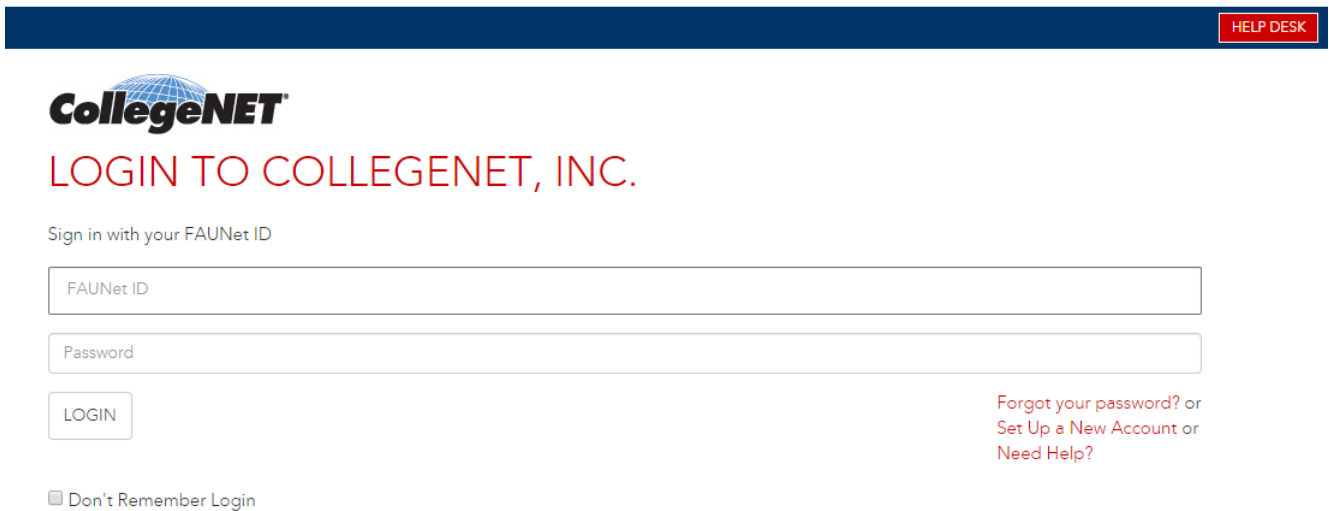 HELP DESK
CollegeNET®
LOGIN TO COLLEGENET, INC.
Sign in with your FAUNet ID
FAUNet ID
Password
LOGIN
Forgot your password? or
Set Up a New Account or
Need Help?
Don't Remember Login